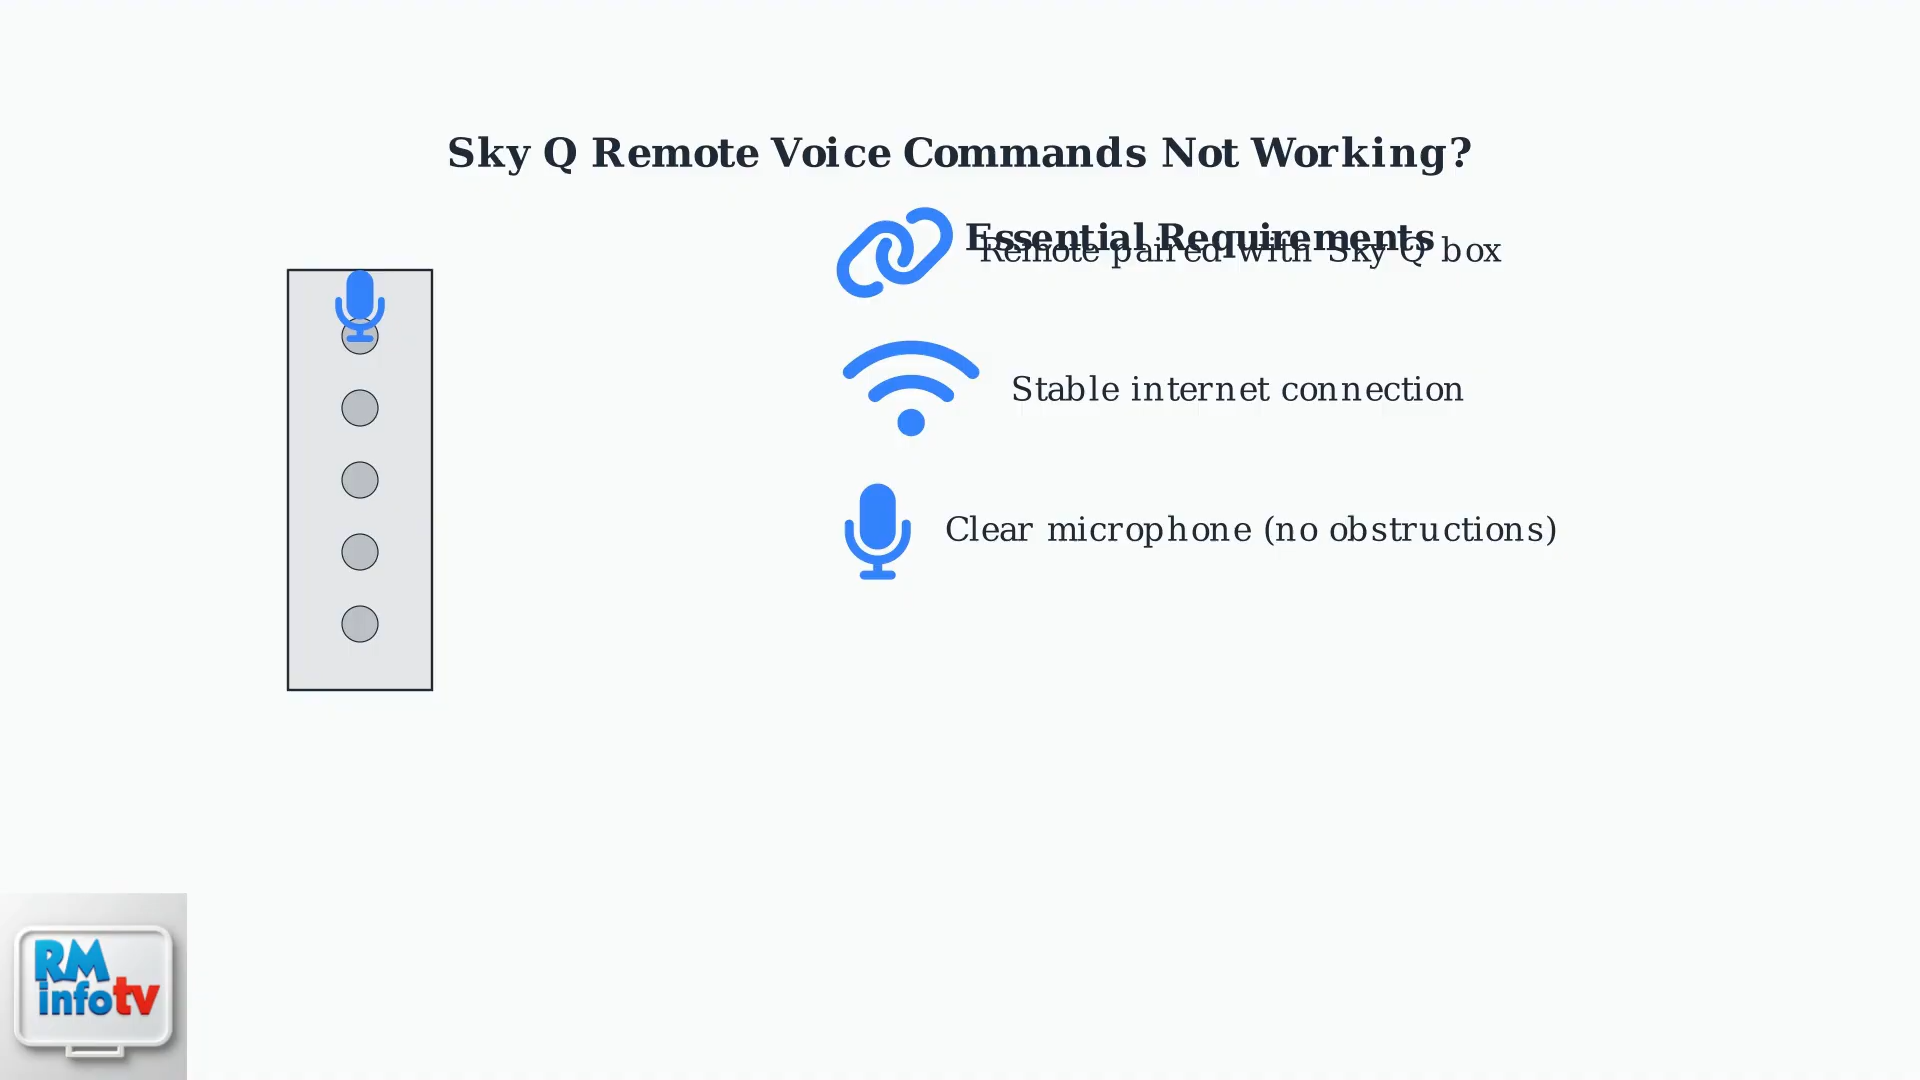 Sky Q Remote Voice Commands Not Working?
Essential Requirements
Remote paired with Sky Q box
Stable internet connection
Clear microphone (no obstructions)
RM
infotv